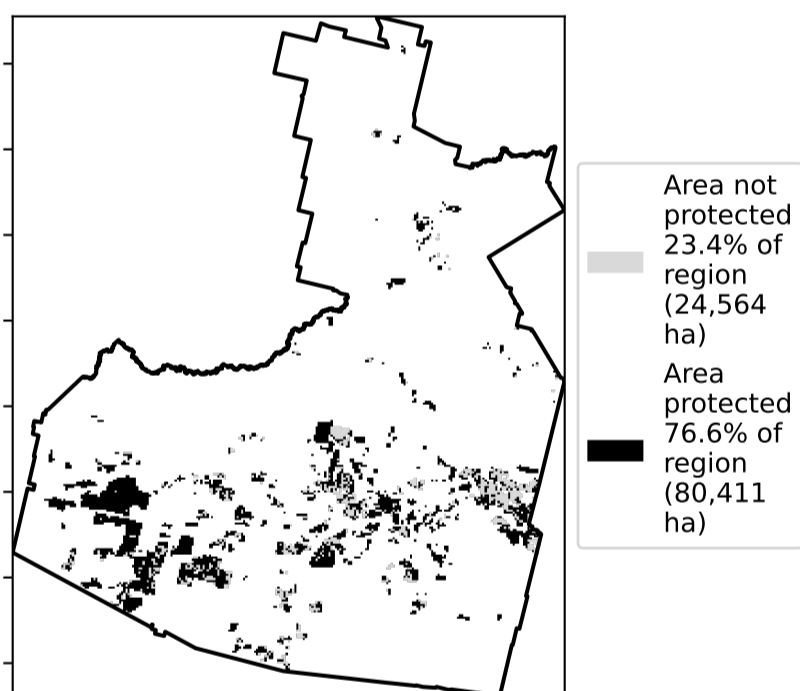 Area not
protected
23.4% of
region
(24,564
ha)
Area
protected
76.6% of
region
(80,411
ha)